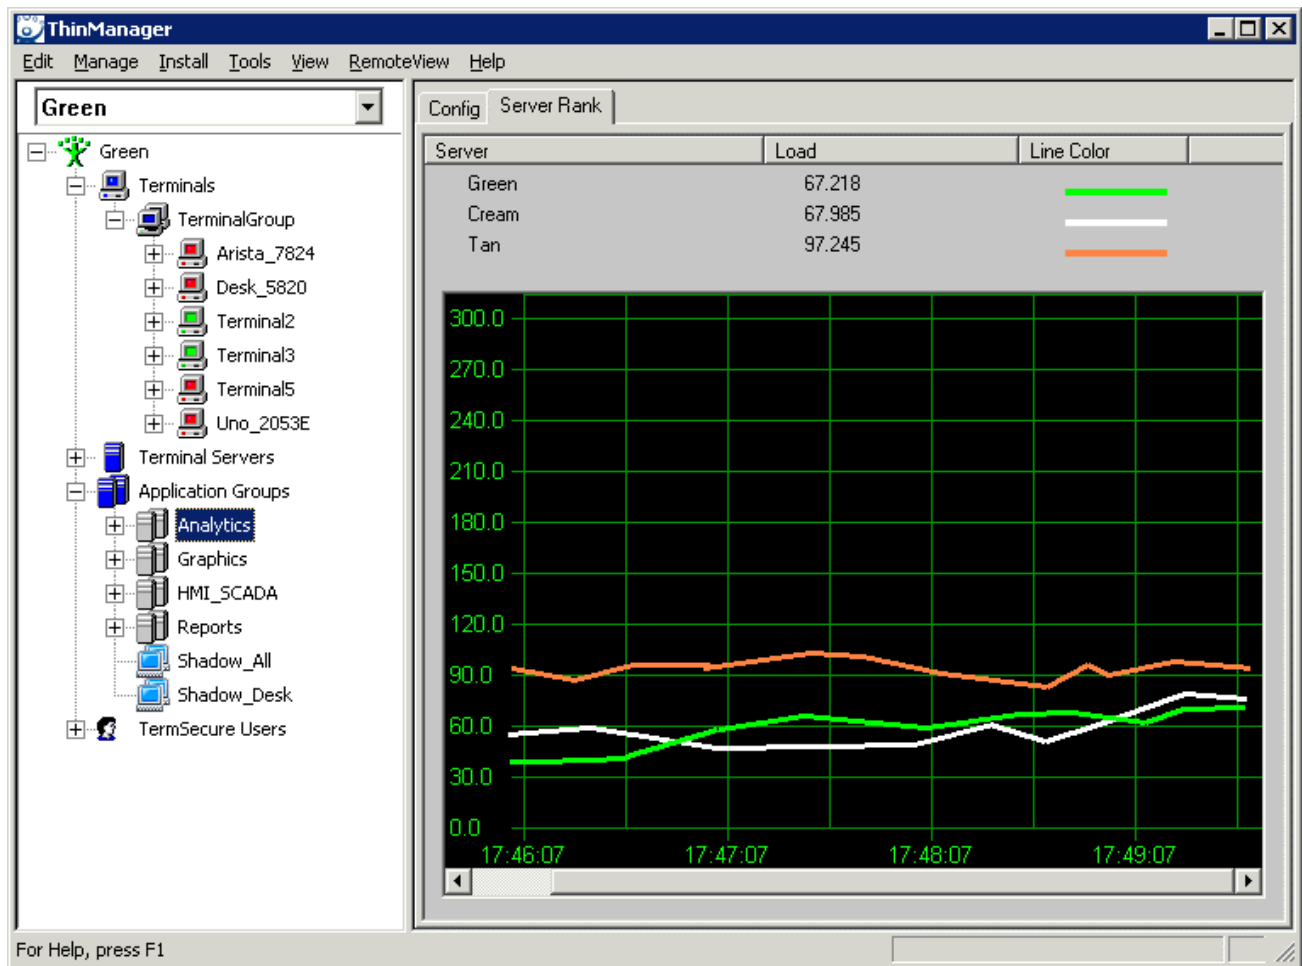 ThinManager
Edit Manage Install Tools View RemoteView Help
Green
Green
Terminals
TerminalGroup
Arista_7824
Desk_5820
Terminal2
Terminal3
Terminal5
Uno_2053E
Terminal Servers
Application Groups
Analytics
Graphics
HMI_SCADA
Reports
Shadow_All
Shadow_Desk
TermSecure Users
Config Server Rank
Server Load Line Color
Green 67.218
Cream 67.985
Tan 97.245
300.0
270.0
240.0
210.0
180.0
150.0
120.0
90.0
60.0
30.0
0.0
17:46:07 17:47:07 17:48:07 17:49:07
For Help, press F1